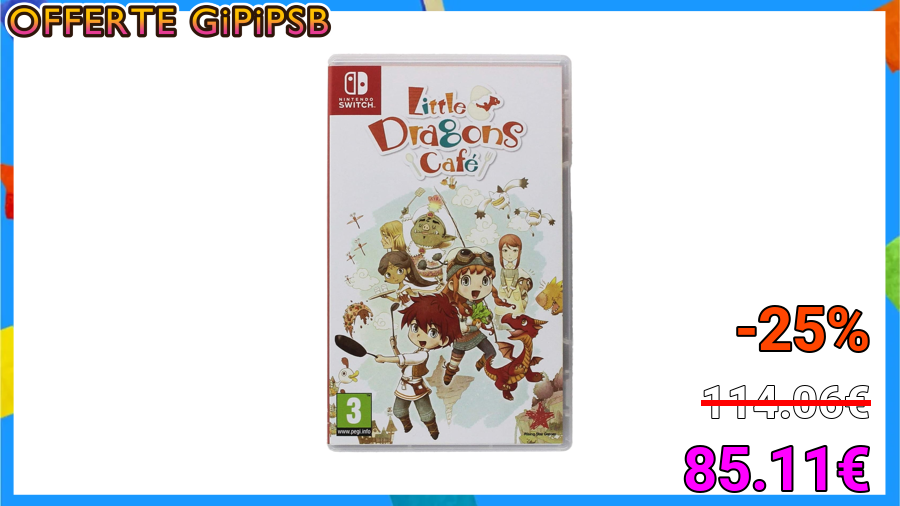 OFFERTE GiPiPSB
NINTENDO
SWITCH
Little
Dragons
Café
3
www.pegi.info
-25%
114.06€
85.11€